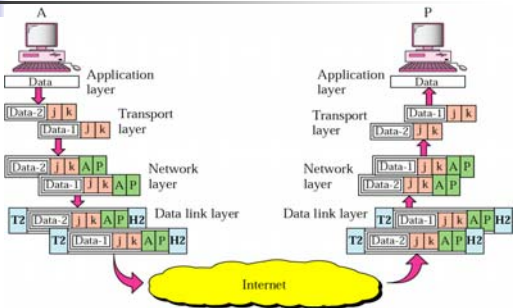 A
Data
Application
layer
Data-2 j k
Data-1 j k
Transport
layer
Data-2 j k A P
Data-1 j k A P
Network
layer
T2 Data-2 j k A P H2
T2 Data-1 j k A P H2
Data link layer
Internet
P
Data
Application
layer
Data-1 j k
Data-2 j k
Transport
layer
Data-2 j k A P
Data-1 j k A P
Network
layer
T2 Data-1 j k A P H2
T2 Data-2 j k A P H2
Data link layer